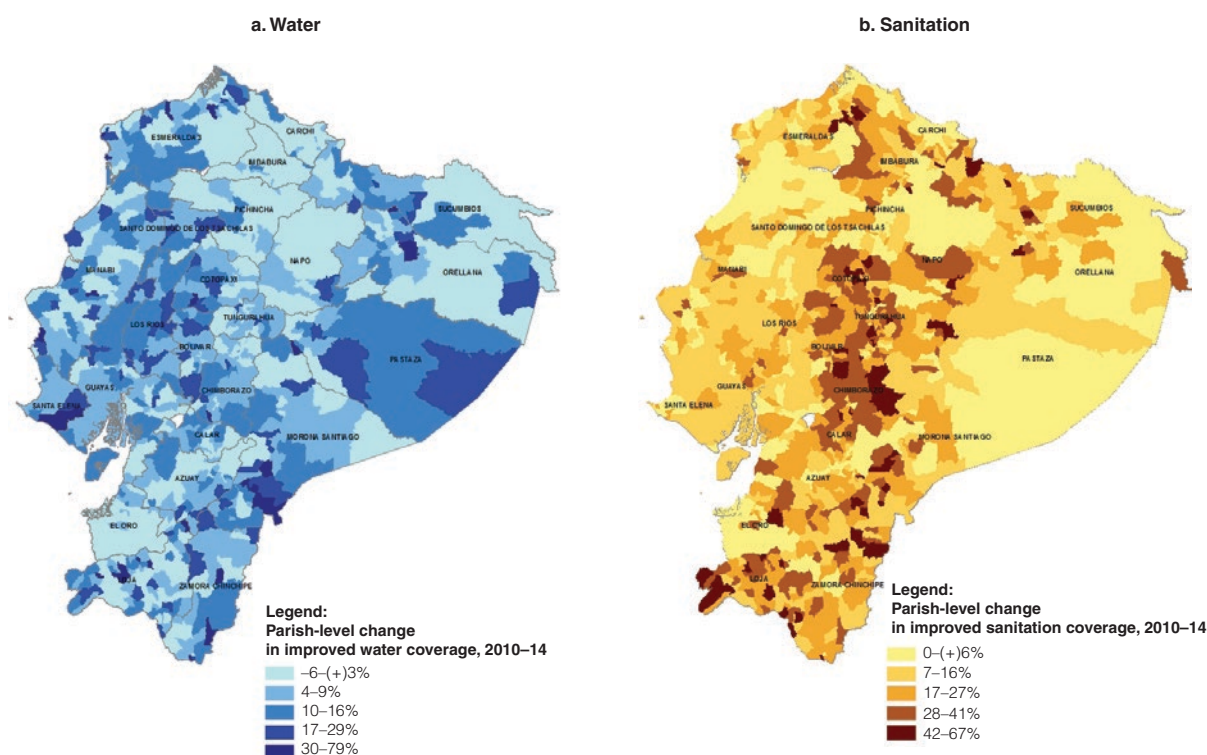 a. Water
ESMERALDAS
CARCHI
IMBABURA
PICHINCHA
SUCUMBIOS
SANTO DOMINGO DE LOS TSACHILAS
NAPO
ORELLANA
MANABI
COTOPAXI
LOS RIOS
TUNGURAHUA
BOLIVAR
PASTAZA
GUAYAS
CHIMBORAZO
SANTA ELENA
CAÑAR
MORONA SANTIAGO
AZUAY
EL ORO
LOJA
ZAMORA CHINCHIPE
Legend:
Parish-level change
in improved water coverage, 2010–14
–6–(+)3%
4–9%
10–16%
17–29%
30–79%
b. Sanitation
ESMERALDAS
CARCHI
IMBABURA
PICHINCHA
SUCUMBIOS
SANTO DOMINGO DE LOS TSACHILAS
NAPO
ORELLANA
MANABI
COTOPAXI
LOS RIOS
TUNGURAHUA
BOLIVAR
PASTAZA
GUAYAS
CHIMBORAZO
SANTA ELENA
CAÑAR
MORONA SANTIAGO
AZUAY
EL ORO
LOJA
ZAMORA CHINCHIPE
Legend:
Parish-level change
in improved sanitation coverage, 2010–14
0–(+)6%
7–16%
17–27%
28–41%
42–67%